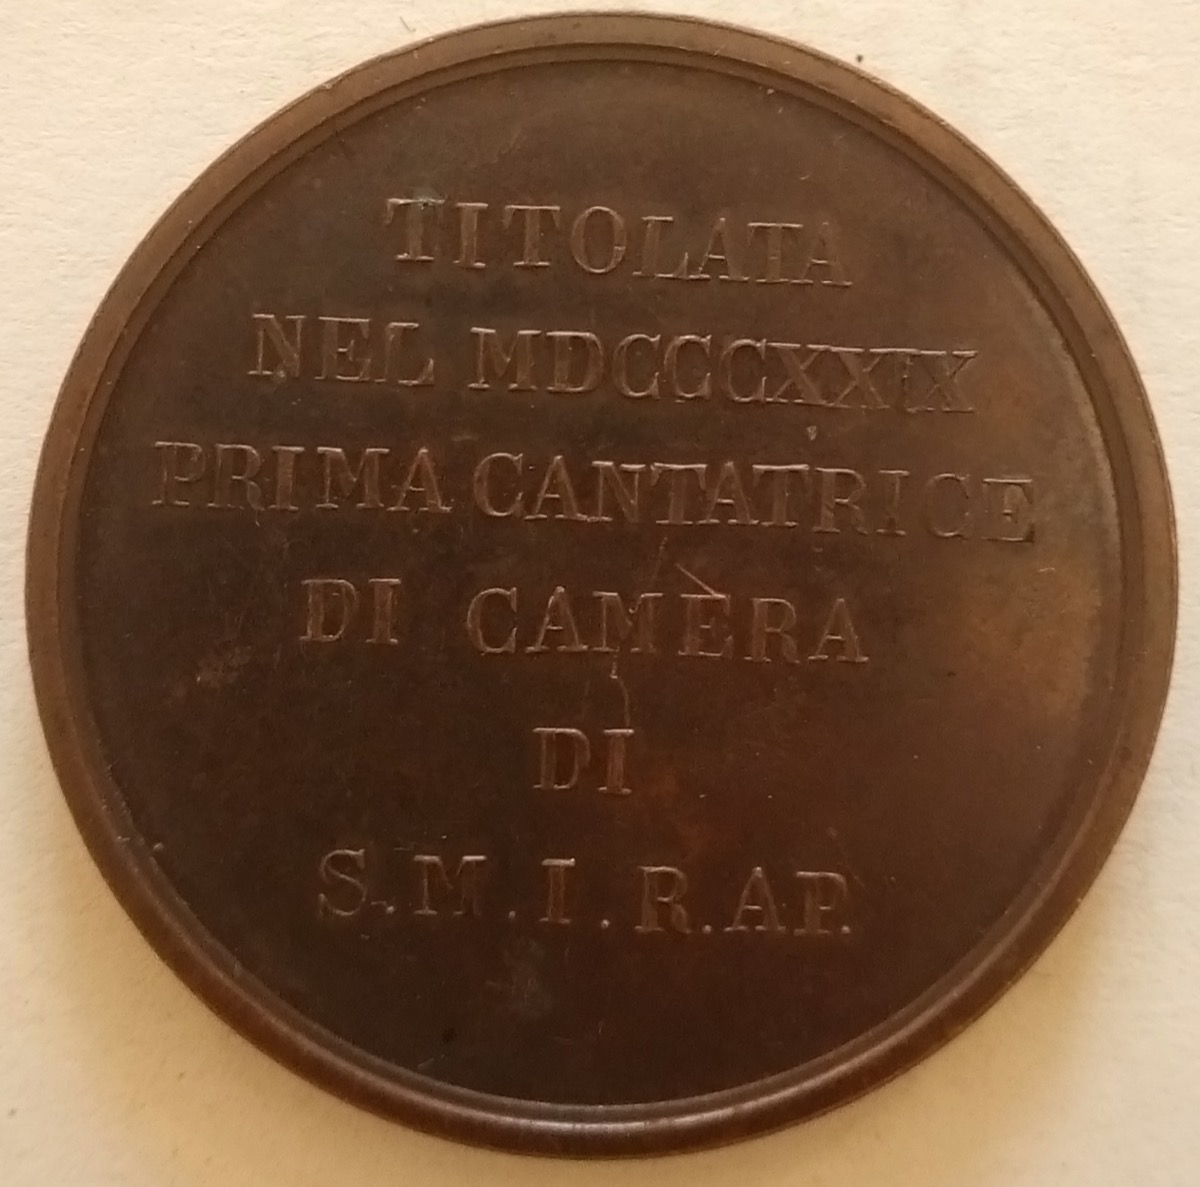 TITOLATA
NEL MDCCCXXIX
PRIMA CANTATRICE
DI CAMÈRA
DI
S.M.I.R.AP.